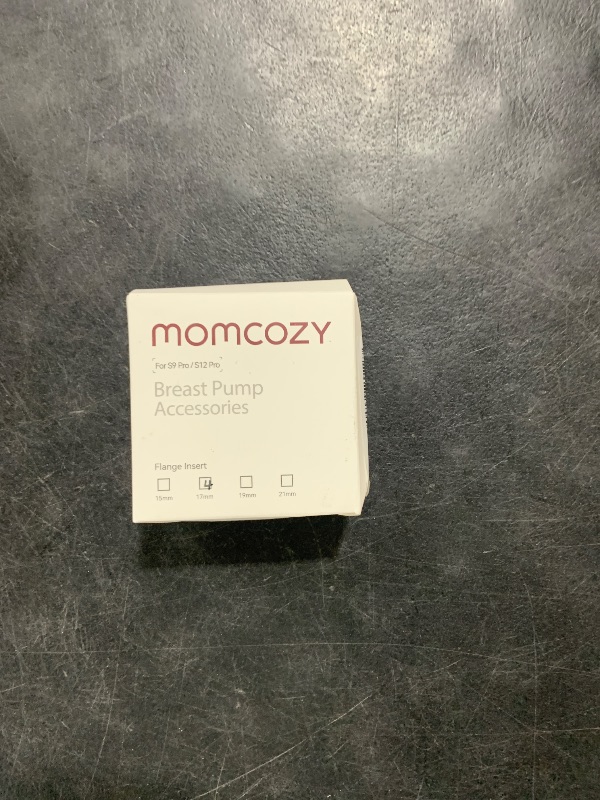 momcozy
For S9 Pro / S12 Pro
Breast Pump
Accessories
Flange Insert
4
15mm 17mm 19mm 21mm